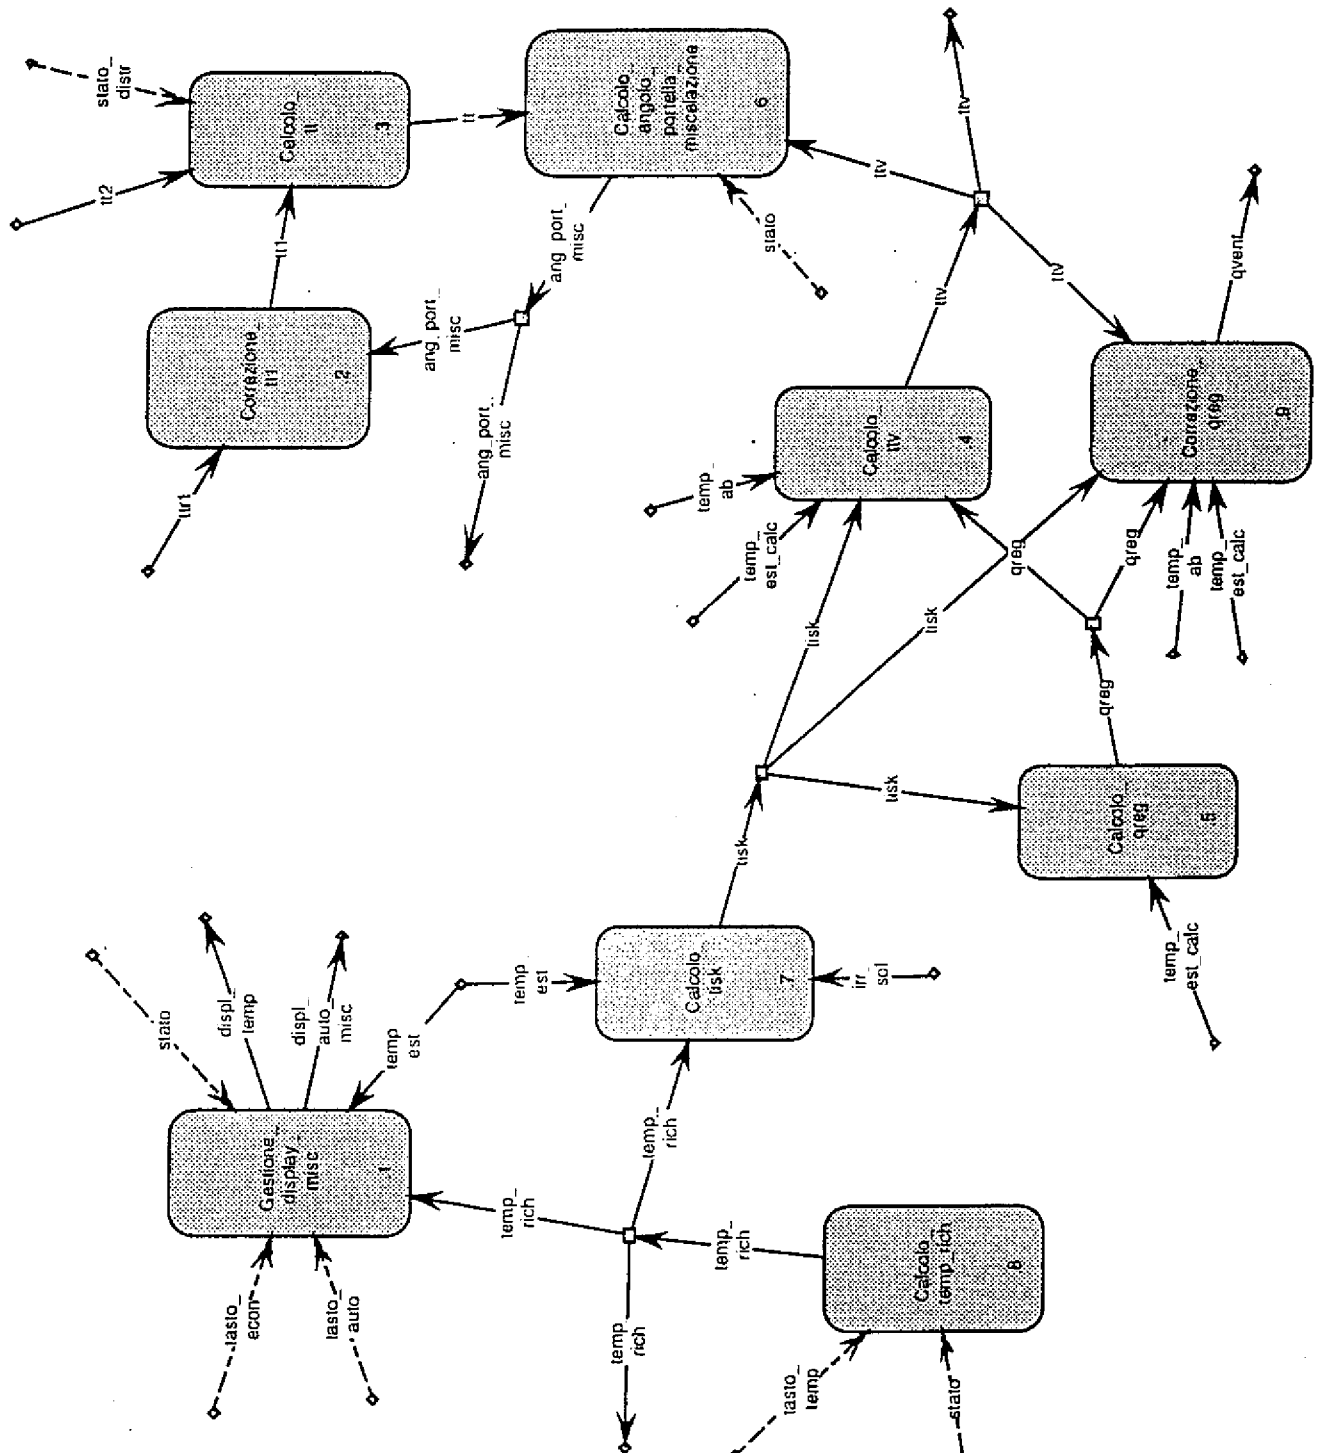 stato_
distr
tt2
Calcolo_
tt
.3
tt
Calcolo_
angolo_
portella_
miscelazione
.6
ttv
ttv
ttv
ttv
stato
tt1
Correzione_
tt1
.2
ttr1
ang_port_
misc
ang_port_
misc
ang_port_
misc
qvent
Correzione_
qreg
.9
Calcolo_
ttv
.4
temp_
ab
temp_
est_calc
tisk
tisk
tisk
tisk
qreg
qreg
qreg
temp_
ab
temp_
est_calc
Calcolo_
qreg
.5
temp_
est_calc
stato
displ_
temp
displ_
auto_
misc
temp
est
temp
est
Calcolo_
tisk
.7
irr_
sol
Gestione_
display_
misc
.1
tasto_
econ
tasto_
auto
temp_
rich
temp_
rich
temp_
rich
temp_
rich
Calcolo_
temp_rich
.8
tasto_
temp
stato